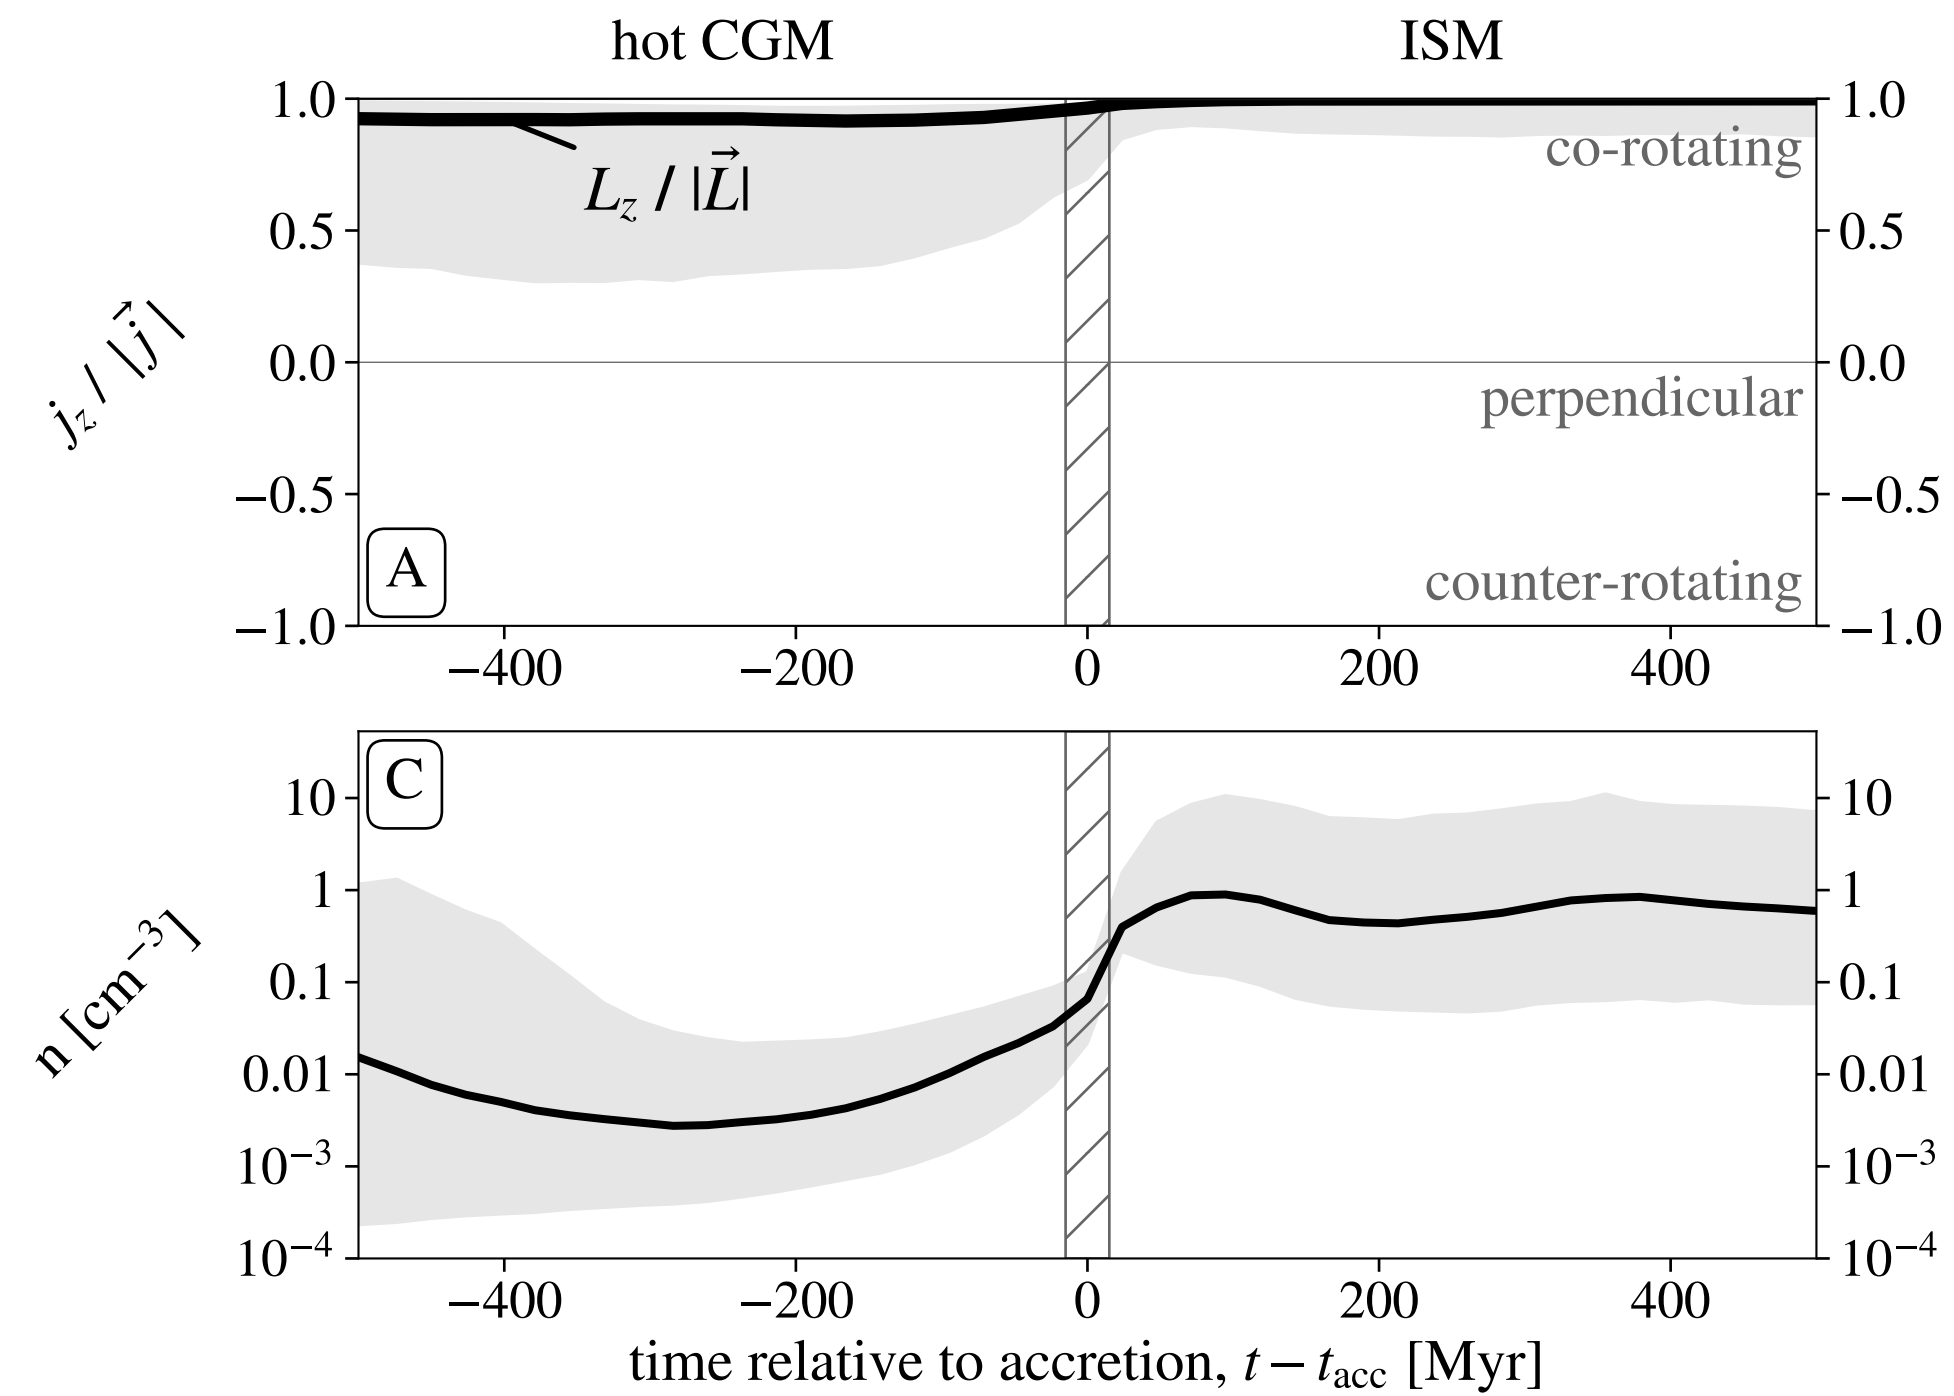 hot CGM ISM
1.0 1.0
co-rotating
L_z / |L⃗|
0.5 0.5
j_z / |j⃗|
0.0 0.0
perpendicular
−0.5 −0.5
A
counter-rotating
−1.0 −1.0
−400 −200 0 200 400
C
10 10
1 1
n [cm⁻³]
0.1 0.1
0.01 0.01
10⁻³ 10⁻³
10⁻⁴ 10⁻⁴
−400 −200 0 200 400
time relative to accretion, t − t_acc [Myr]